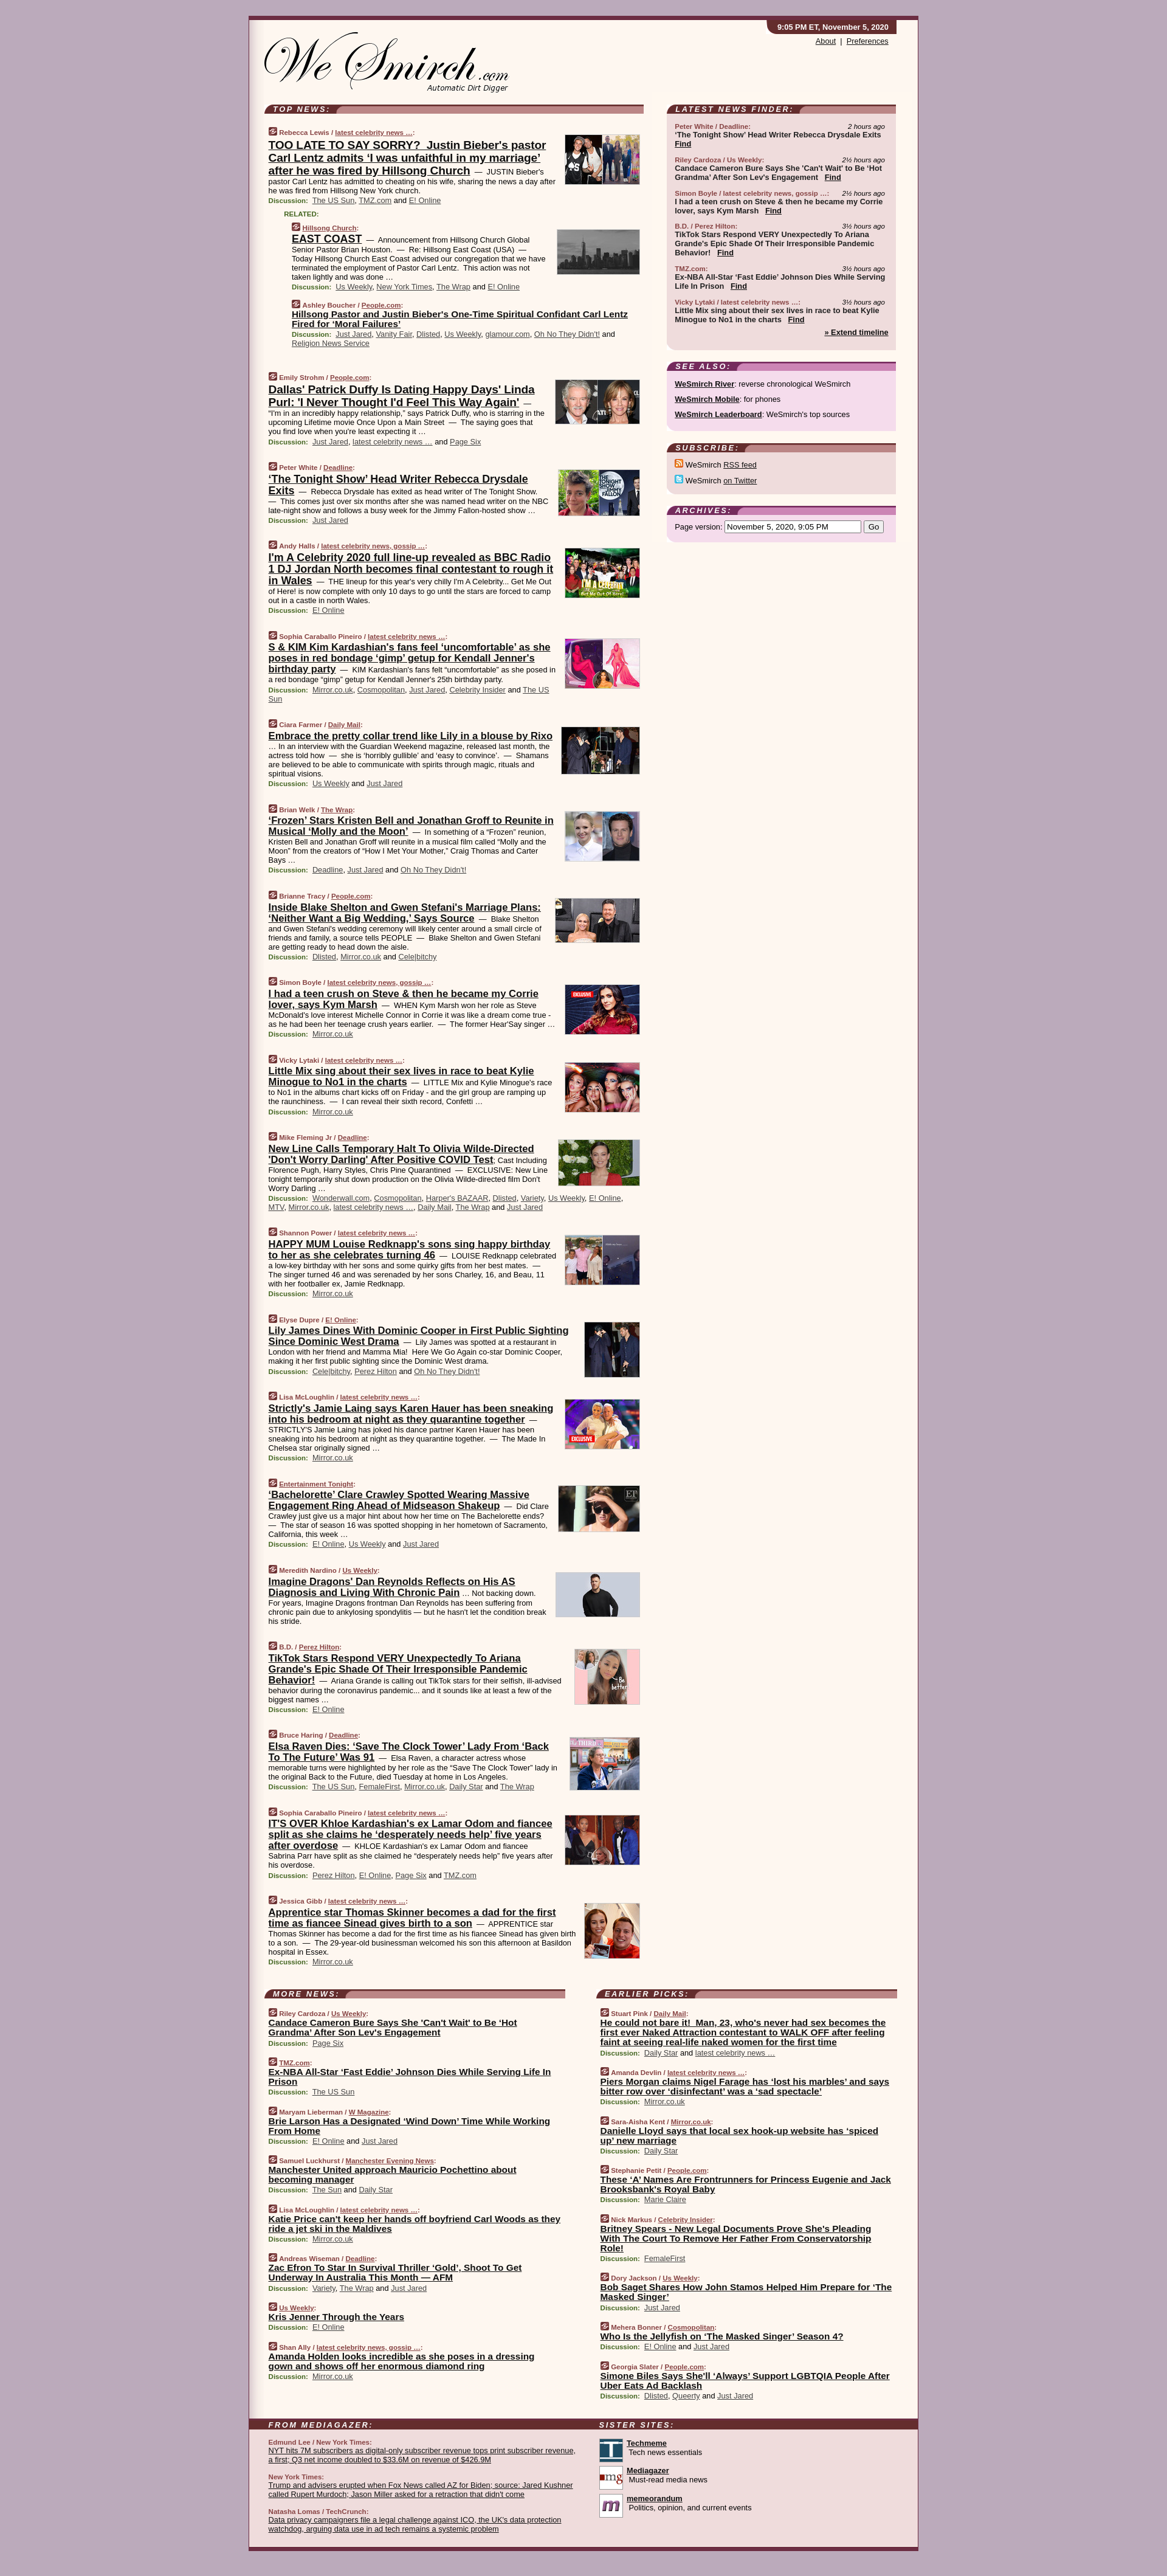 9:05 PM ET, November 5, 2020
About | Preferences
We Smirch.com
Automatic Dirt Digger
TOP NEWS:
Rebecca Lewis / latest celebrity news …:
TOO LATE TO SAY SORRY?  Justin Bieber's pastor
Carl Lentz admits ‘I was unfaithful in my marriage’
after he was fired by Hillsong Church — JUSTIN Bieber's
pastor Carl Lentz has admitted to cheating on his wife, sharing the news a day after
he was fired from Hillsong New York church.
Discussion: The US Sun, TMZ.com and E! Online
RELATED:
Hillsong Church:
EAST COAST — Announcement from Hillsong Church Global
Senior Pastor Brian Houston. — Re: Hillsong East Coast (USA) —
Today Hillsong Church East Coast advised our congregation that we have
terminated the employment of Pastor Carl Lentz. This action was not
taken lightly and was done …
Discussion: Us Weekly, New York Times, The Wrap and E! Online
Ashley Boucher / People.com:
Hillsong Pastor and Justin Bieber's One-Time Spiritual Confidant Carl Lentz
Fired for ‘Moral Failures’
Discussion: Just Jared, Vanity Fair, Dlisted, Us Weekly, glamour.com, Oh No They Didn't! and
Religion News Service
Emily Strohm / People.com:
Dallas' Patrick Duffy Is Dating Happy Days' Linda
Purl: 'I Never Thought I'd Feel This Way Again' —
“I'm in an incredibly happy relationship,” says Patrick Duffy, who is starring in the
upcoming Lifetime movie Once Upon a Main Street — The saying goes that
you find love when you're least expecting it …
Discussion: Just Jared, latest celebrity news … and Page Six
Peter White / Deadline:
‘The Tonight Show’ Head Writer Rebecca Drysdale
Exits — Rebecca Drysdale has exited as head writer of The Tonight Show.
— This comes just over six months after she was named head writer on the NBC
late-night show and follows a busy week for the Jimmy Fallon-hosted show …
Discussion: Just Jared
Andy Halls / latest celebrity news, gossip …:
I'm A Celebrity 2020 full line-up revealed as BBC Radio
1 DJ Jordan North becomes final contestant to rough it
in Wales — THE lineup for this year's very chilly I'm A Celebrity... Get Me Out
of Here! is now complete with only 10 days to go until the stars are forced to camp
out in a castle in north Wales.
Discussion: E! Online
Sophia Caraballo Pineiro / latest celebrity news …:
S & KIM Kim Kardashian's fans feel ‘uncomfortable’ as she
poses in red bondage ‘gimp’ getup for Kendall Jenner's
birthday party — KIM Kardashian's fans felt “uncomfortable” as she posed in
a red bondage “gimp” getup for Kendall Jenner's 25th birthday party.
Discussion: Mirror.co.uk, Cosmopolitan, Just Jared, Celebrity Insider and The US
Sun
Ciara Farmer / Daily Mail:
Embrace the pretty collar trend like Lily in a blouse by Rixo
… In an interview with the Guardian Weekend magazine, released last month, the
actress told how — she is ‘horribly gullible’ and ‘easy to convince’. — Shamans
are believed to be able to communicate with spirits through magic, rituals and
spiritual visions.
Discussion: Us Weekly and Just Jared
Brian Welk / The Wrap:
‘Frozen’ Stars Kristen Bell and Jonathan Groff to Reunite in
Musical ‘Molly and the Moon’ — In something of a “Frozen” reunion,
Kristen Bell and Jonathan Groff will reunite in a musical film called “Molly and the
Moon” from the creators of “How I Met Your Mother,” Craig Thomas and Carter
Bays …
Discussion: Deadline, Just Jared and Oh No They Didn't!
Brianne Tracy / People.com:
Inside Blake Shelton and Gwen Stefani's Marriage Plans:
‘Neither Want a Big Wedding,’ Says Source — Blake Shelton
and Gwen Stefani's wedding ceremony will likely center around a small circle of
friends and family, a source tells PEOPLE — Blake Shelton and Gwen Stefani
are getting ready to head down the aisle.
Discussion: Dlisted, Mirror.co.uk and Cele|bitchy
Simon Boyle / latest celebrity news, gossip …:
I had a teen crush on Steve & then he became my Corrie
lover, says Kym Marsh — WHEN Kym Marsh won her role as Steve
McDonald's love interest Michelle Connor in Corrie it was like a dream come true -
as he had been her teenage crush years earlier. — The former Hear'Say singer …
Discussion: Mirror.co.uk
Vicky Lytaki / latest celebrity news …:
Little Mix sing about their sex lives in race to beat Kylie
Minogue to No1 in the charts — LITTLE Mix and Kylie Minogue's race
to No1 in the albums chart kicks off on Friday - and the girl group are ramping up
the raunchiness. — I can reveal their sixth record, Confetti …
Discussion: Mirror.co.uk
Mike Fleming Jr / Deadline:
New Line Calls Temporary Halt To Olivia Wilde-Directed
'Don't Worry Darling' After Positive COVID Test; Cast Including
Florence Pugh, Harry Styles, Chris Pine Quarantined — EXCLUSIVE: New Line
tonight temporarily shut down production on the Olivia Wilde-directed film Don't
Worry Darling …
Discussion: Wonderwall.com, Cosmopolitan, Harper's BAZAAR, Dlisted, Variety, Us Weekly, E! Online,
MTV, Mirror.co.uk, latest celebrity news …, Daily Mail, The Wrap and Just Jared
Shannon Power / latest celebrity news …:
HAPPY MUM Louise Redknapp's sons sing happy birthday
to her as she celebrates turning 46 — LOUISE Redknapp celebrated
a low-key birthday with her sons and some quirky gifts from her best mates. —
The singer turned 46 and was serenaded by her sons Charley, 16, and Beau, 11
with her footballer ex, Jamie Redknapp.
Discussion: Mirror.co.uk
Elyse Dupre / E! Online:
Lily James Dines With Dominic Cooper in First Public Sighting
Since Dominic West Drama — Lily James was spotted at a restaurant in
London with her friend and Mamma Mia! Here We Go Again co-star Dominic Cooper,
making it her first public sighting since the Dominic West drama.
Discussion: Cele|bitchy, Perez Hilton and Oh No They Didn't!
Lisa McLoughlin / latest celebrity news …:
Strictly's Jamie Laing says Karen Hauer has been sneaking
into his bedroom at night as they quarantine together —
STRICTLY'S Jamie Laing has joked his dance partner Karen Hauer has been
sneaking into his bedroom at night as they quarantine together. — The Made In
Chelsea star originally signed …
Discussion: Mirror.co.uk
Entertainment Tonight:
‘Bachelorette’ Clare Crawley Spotted Wearing Massive
Engagement Ring Ahead of Midseason Shakeup — Did Clare
Crawley just give us a major hint about how her time on The Bachelorette ends?
— The star of season 16 was spotted shopping in her hometown of Sacramento,
California, this week …
Discussion: E! Online, Us Weekly and Just Jared
Meredith Nardino / Us Weekly:
Imagine Dragons' Dan Reynolds Reflects on His AS
Diagnosis and Living With Chronic Pain … Not backing down.
For years, Imagine Dragons frontman Dan Reynolds has been suffering from
chronic pain due to ankylosing spondylitis — but he hasn't let the condition break
his stride.
B.D. / Perez Hilton:
TikTok Stars Respond VERY Unexpectedly To Ariana
Grande's Epic Shade Of Their Irresponsible Pandemic
Behavior! — Ariana Grande is calling out TikTok stars for their selfish, ill-advised
behavior during the coronavirus pandemic... and it sounds like at least a few of the
biggest names …
Discussion: E! Online
Bruce Haring / Deadline:
Elsa Raven Dies: ‘Save The Clock Tower’ Lady From ‘Back
To The Future’ Was 91 — Elsa Raven, a character actress whose
memorable turns were highlighted by her role as the “Save The Clock Tower” lady in
the original Back to the Future, died Tuesday at home in Los Angeles.
Discussion: The US Sun, FemaleFirst, Mirror.co.uk, Daily Star and The Wrap
Sophia Caraballo Pineiro / latest celebrity news …:
IT'S OVER Khloe Kardashian's ex Lamar Odom and fiancee
split as she claims he ‘desperately needs help’ five years
after overdose — KHLOE Kardashian's ex Lamar Odom and fiancee
Sabrina Parr have split as she claimed he “desperately needs help” five years after
his overdose.
Discussion: Perez Hilton, E! Online, Page Six and TMZ.com
Jessica Gibb / latest celebrity news …:
Apprentice star Thomas Skinner becomes a dad for the first
time as fiancee Sinead gives birth to a son — APPRENTICE star
Thomas Skinner has become a dad for the first time as his fiancee Sinead has given birth
to a son. — The 29-year-old businessman welcomed his son this afternoon at Basildon
hospital in Essex.
Discussion: Mirror.co.uk
LATEST NEWS FINDER:
Peter White / Deadline: 2 hours ago
‘The Tonight Show’ Head Writer Rebecca Drysdale Exits
Find
Riley Cardoza / Us Weekly: 2½ hours ago
Candace Cameron Bure Says She 'Can't Wait' to Be ‘Hot
Grandma’ After Son Lev's Engagement Find
Simon Boyle / latest celebrity news, gossip …: 2½ hours ago
I had a teen crush on Steve & then he became my Corrie
lover, says Kym Marsh Find
B.D. / Perez Hilton: 3½ hours ago
TikTok Stars Respond VERY Unexpectedly To Ariana
Grande's Epic Shade Of Their Irresponsible Pandemic
Behavior! Find
TMZ.com: 3½ hours ago
Ex-NBA All-Star ‘Fast Eddie’ Johnson Dies While Serving
Life In Prison Find
Vicky Lytaki / latest celebrity news …: 3½ hours ago
Little Mix sing about their sex lives in race to beat Kylie
Minogue to No1 in the charts Find
» Extend timeline
SEE ALSO:
WeSmirch River: reverse chronological WeSmirch
WeSmirch Mobile: for phones
WeSmirch Leaderboard: WeSmirch's top sources
SUBSCRIBE:
WeSmirch RSS feed
WeSmirch on Twitter
ARCHIVES:
Page version: November 5, 2020, 9:05 PM Go
MORE NEWS:
Riley Cardoza / Us Weekly:
Candace Cameron Bure Says She 'Can't Wait' to Be ‘Hot
Grandma’ After Son Lev's Engagement
Discussion: Page Six
TMZ.com:
Ex-NBA All-Star ‘Fast Eddie’ Johnson Dies While Serving Life In
Prison
Discussion: The US Sun
Maryam Lieberman / W Magazine:
Brie Larson Has a Designated ‘Wind Down’ Time While Working
From Home
Discussion: E! Online and Just Jared
Samuel Luckhurst / Manchester Evening News:
Manchester United approach Mauricio Pochettino about
becoming manager
Discussion: The Sun and Daily Star
Lisa McLoughlin / latest celebrity news …:
Katie Price can't keep her hands off boyfriend Carl Woods as they
ride a jet ski in the Maldives
Discussion: Mirror.co.uk
Andreas Wiseman / Deadline:
Zac Efron To Star In Survival Thriller ‘Gold’, Shoot To Get
Underway In Australia This Month — AFM
Discussion: Variety, The Wrap and Just Jared
Us Weekly:
Kris Jenner Through the Years
Discussion: E! Online
Shan Ally / latest celebrity news, gossip …:
Amanda Holden looks incredible as she poses in a dressing
gown and shows off her enormous diamond ring
Discussion: Mirror.co.uk
EARLIER PICKS:
Stuart Pink / Daily Mail:
He could not bare it! Man, 23, who's never had sex becomes the
first ever Naked Attraction contestant to WALK OFF after feeling
faint at seeing real-life naked women for the first time
Discussion: Daily Star and latest celebrity news …
Amanda Devlin / latest celebrity news …:
Piers Morgan claims Nigel Farage has ‘lost his marbles’ and says
bitter row over ‘disinfectant’ was a ‘sad spectacle’
Discussion: Mirror.co.uk
Sara-Aisha Kent / Mirror.co.uk:
Danielle Lloyd says that local sex hook-up website has ‘spiced
up’ new marriage
Discussion: Daily Star
Stephanie Petit / People.com:
These ‘A’ Names Are Frontrunners for Princess Eugenie and Jack
Brooksbank's Royal Baby
Discussion: Marie Claire
Nick Markus / Celebrity Insider:
Britney Spears - New Legal Documents Prove She's Pleading
With The Court To Remove Her Father From Conservatorship
Role!
Discussion: FemaleFirst
Dory Jackson / Us Weekly:
Bob Saget Shares How John Stamos Helped Him Prepare for ‘The
Masked Singer’
Discussion: Just Jared
Mehera Bonner / Cosmopolitan:
Who Is the Jellyfish on ‘The Masked Singer’ Season 4?
Discussion: E! Online and Just Jared
Georgia Slater / People.com:
Simone Biles Says She'll ‘Always’ Support LGBTQIA People After
Uber Eats Ad Backlash
Discussion: Dlisted, Queerty and Just Jared
FROM MEDIAGAZER:
Edmund Lee / New York Times:
NYT hits 7M subscribers as digital-only subscriber revenue tops print subscriber revenue,
a first; Q3 net income doubled to $33.6M on revenue of $426.9M
New York Times:
Trump and advisers erupted when Fox News called AZ for Biden; source: Jared Kushner
called Rupert Murdoch; Jason Miller asked for a retraction that didn't come
Natasha Lomas / TechCrunch:
Data privacy campaigners file a legal challenge against ICO, the UK's data protection
watchdog, arguing data use in ad tech remains a systemic problem
SISTER SITES:
Techmeme
Tech news essentials
Mediagazer
Must-read media news
memeorandum
Politics, opinion, and current events